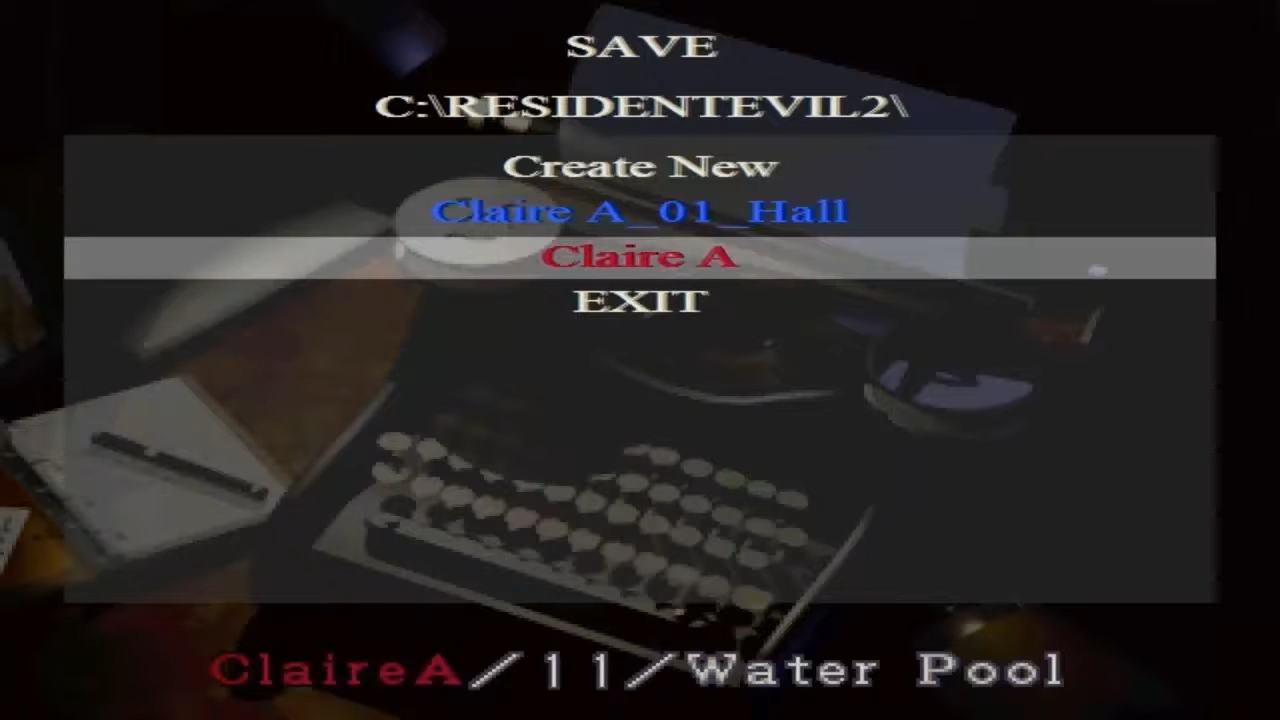 SAVE
C:\RESIDENTEVIL2\
Create New
Claire A_01_Hall
Claire A
EXIT
ClaireA/11/Water Pool